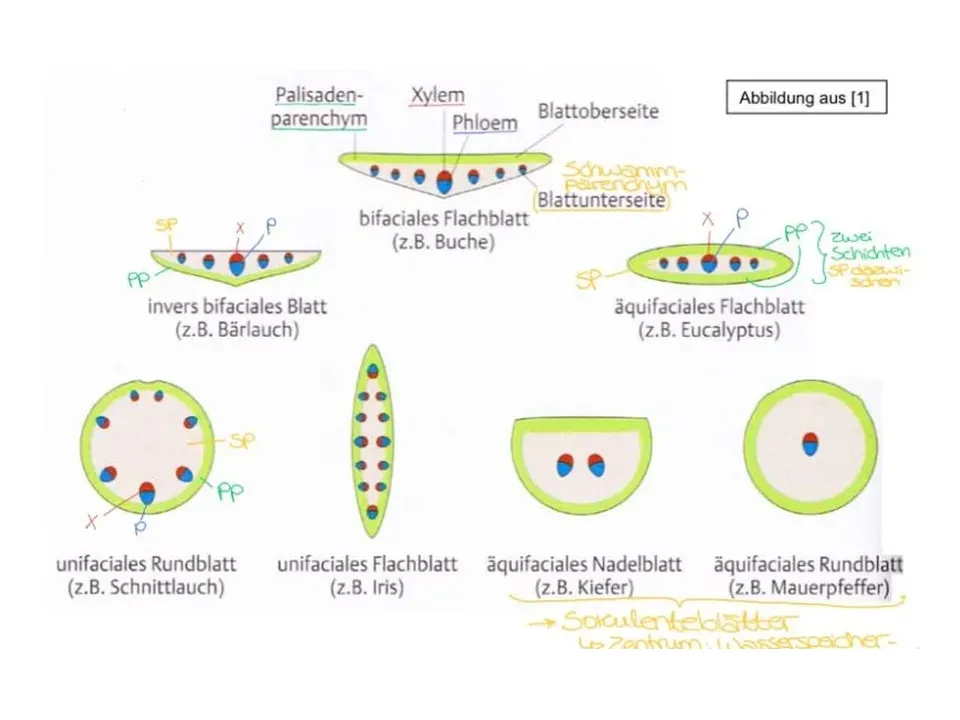 Abbildung aus [1]
Palisaden-
parenchym
Xylem
Phloem
Blattoberseite
Schwamm-
parenchym
Blattunterseite
bifaciales Flachblatt
(z.B. Buche)
SP
X
P
PP
invers bifaciales Blatt
(z.B. Bärlauch)
X
P
PP
zwei
Schichten
SP dazwi-
schen
SP
äquifaciales Flachblatt
(z.B. Eucalyptus)
SP
PP
X
P
unifaciales Rundblatt
(z.B. Schnittlauch)
unifaciales Flachblatt
(z.B. Iris)
äquifaciales Nadelblatt
(z.B. Kiefer)
äquifaciales Rundblatt
(z.B. Mauerpfeffer)
→ Sukulenteblätter
↳ Zentrum: Wasserspeicher-